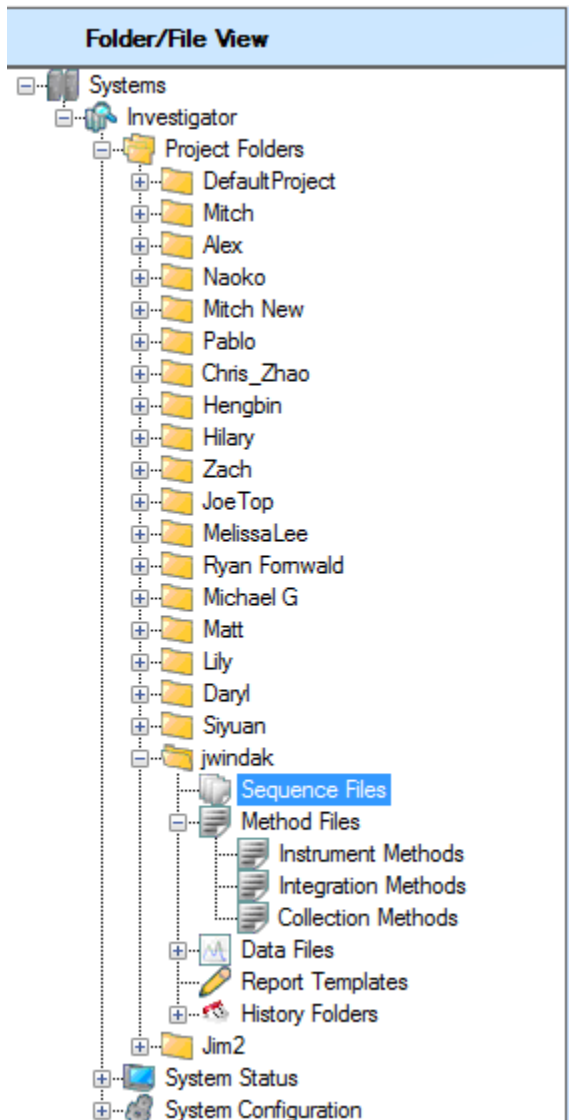 Folder/File View
Systems
Investigator
Project Folders
DefaultProject
Mitch
Alex
Naoko
Mitch New
Pablo
Chris_Zhao
Hengbin
Hilary
Zach
JoeTop
MelissaLee
Ryan Fornwald
Michael G
Matt
Lily
Daryl
Siyuan
jwindak
Sequence Files
Method Files
Instrument Methods
Integration Methods
Collection Methods
Data Files
Report Templates
History Folders
Jim2
System Status
System Configuration